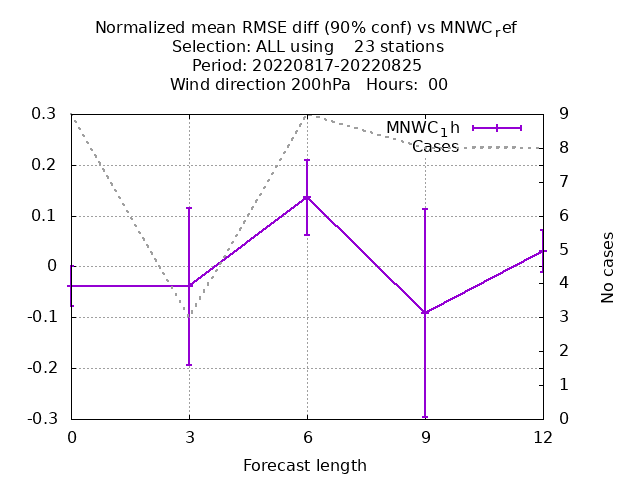 Normalized mean RMSE diff (90% conf) vs MNWCref
Selection: ALL using    23 stations
Period: 20220817-20220825
Wind direction 200hPa   Hours:  00
0.3
0.2
0.1
0
-0.1
-0.2
-0.3
MNWC1h
Cases
9
8
7
6
5
4
3
2
1
0
No cases
0 3 6 9 12
Forecast length